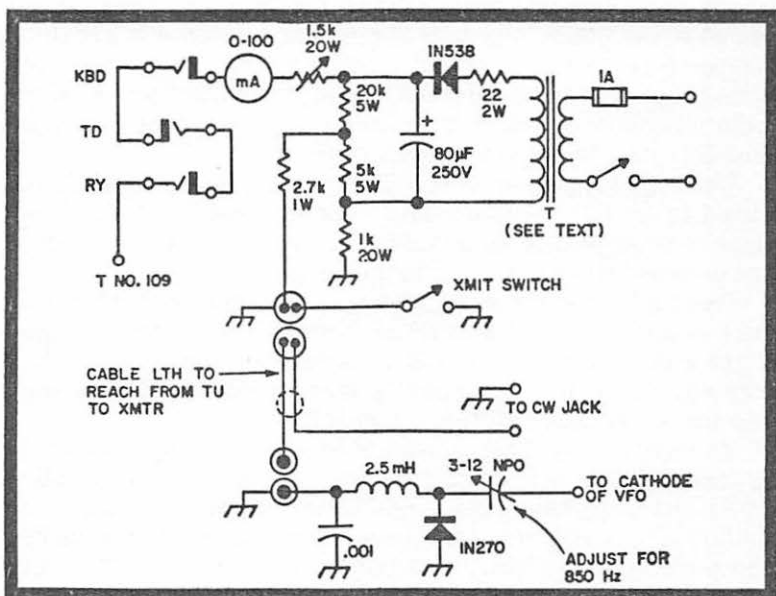 0-100
mA
1.5k
20W
1N538
22
2W
1A
KBD
TD
RY
T NO. 109
20k
5W
+
80µF
250V
5k
5W
2.7k
1W
1k
20W
T
(SEE TEXT)
XMIT SWITCH
CABLE LTH TO
REACH FROM TU
TO XMTR
TO CW JACK
2.5mH
3-12 NPO
TO CATHODE
OF VFO
.001
1N270
ADJUST FOR
850 Hz